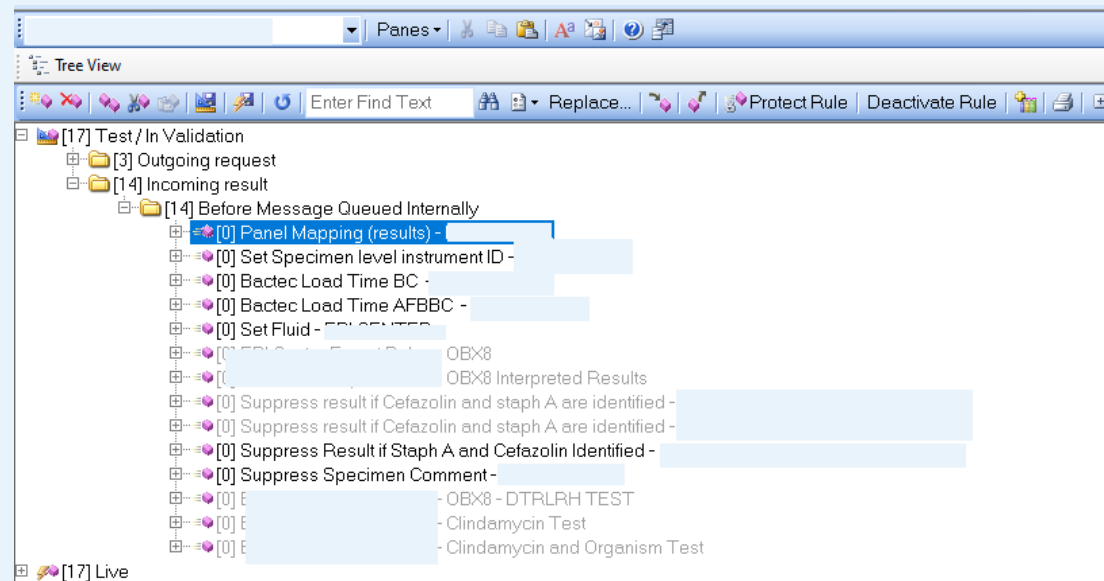 Panes
Tree View
Enter Find Text Replace... Protect Rule Deactivate Rule
[17] Test / In Validation
[3] Outgoing request
[14] Incoming result
[14] Before Message Queued Internally
[0] Panel Mapping (results) -
[0] Set Specimen level instrument ID -
[0] Bactec Load Time BC -
[0] Bactec Load Time AFBBC -
[0] Set Fluid -
OBX8
OBX8 Interpreted Results
[0] Suppress result if Cefazolin and staph A are identified -
[0] Suppress result if Cefazolin and staph A are identified -
[0] Suppress Result if Staph A and Cefazolin Identified -
[0] Suppress Specimen Comment -
[0] - OBX8 - DTRLRH TEST
[0] - Clindamycin Test
[0] - Clindamycin and Organism Test
[17] Live